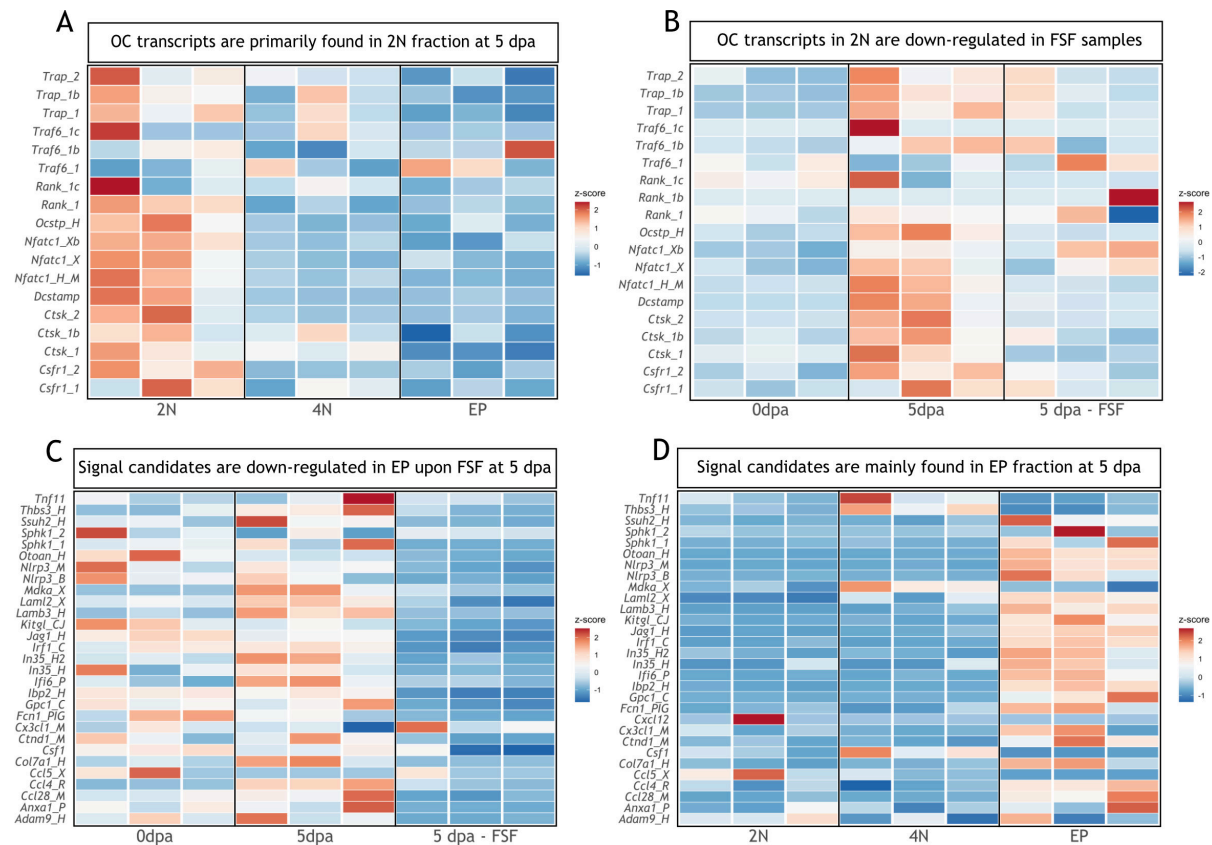 A
OC transcripts are primarily found in 2N fraction at 5 dpa
Trap_2
Trap_1b
Trap_1
Traf6_1c
Traf6_1b
Traf6_1
Rank_1c
Rank_1
Ocstp_H
Nfatc1_Xb
Nfatc1_X
Nfatc1_H_M
Dcstamp
Ctsk_2
Ctsk_1b
Ctsk_1
Csfr1_2
Csfr1_1
2N 4N EP
z-score
2
1
0
-1
B
OC transcripts in 2N are down-regulated in FSF samples
Trap_2
Trap_1b
Trap_1
Traf6_1c
Traf6_1b
Traf6_1
Rank_1c
Rank_1b
Rank_1
Ocstp_H
Nfatc1_Xb
Nfatc1_X
Nfatc1_H_M
Dcstamp
Ctsk_2
Ctsk_1b
Ctsk_1
Csfr1_2
Csfr1_1
0dpa 5dpa 5 dpa - FSF
z-score
2
1
0
-1
-2
C
Signal candidates are down-regulated in EP upon FSF at 5 dpa
Tnf11
Thbs3_H
Ssuh2_H
Sphk1_2
Sphk1_1
Otoan_H
Nlrp3_M
Nlrp3_B
Mdka_X
Laml2_X
Lamb3_H
Kitgl_CJ
Jag1_H
Irf1_C
In35_H2
In35_H
Ifi6_P
Ibp2_H
Gpc1_C
Fcn1_PIG
Cx3cl1_M
Ctnd1_M
Csf1
Col7a1_H
Ccl5_X
Ccl4_R
Ccl28_M
Anxa1_P
Adam9_H
0dpa 5dpa 5 dpa - FSF
z-score
2
1
0
-1
D
Signal candidates are mainly found in EP fraction at 5 dpa
Tnf11
Thbs3_H
Ssuh2_H
Sphk1_2
Sphk1_1
Otoan_H
Nlrp3_M
Nlrp3_B
Mdka_X
Laml2_X
Lamb3_H
Kitgl_CJ
Jag1_H
Irf1_C
In35_H2
In35_H
Ifi6_P
Ibp2_H
Gpc1_C
Fcn1_PIG
Cxcl12
Cx3cl1_M
Ctnd1_M
Csf1
Col7a1_H
Ccl5_X
Ccl4_R
Ccl28_M
Anxa1_P
Adam9_H
2N 4N EP
z-score
2
1
0
-1